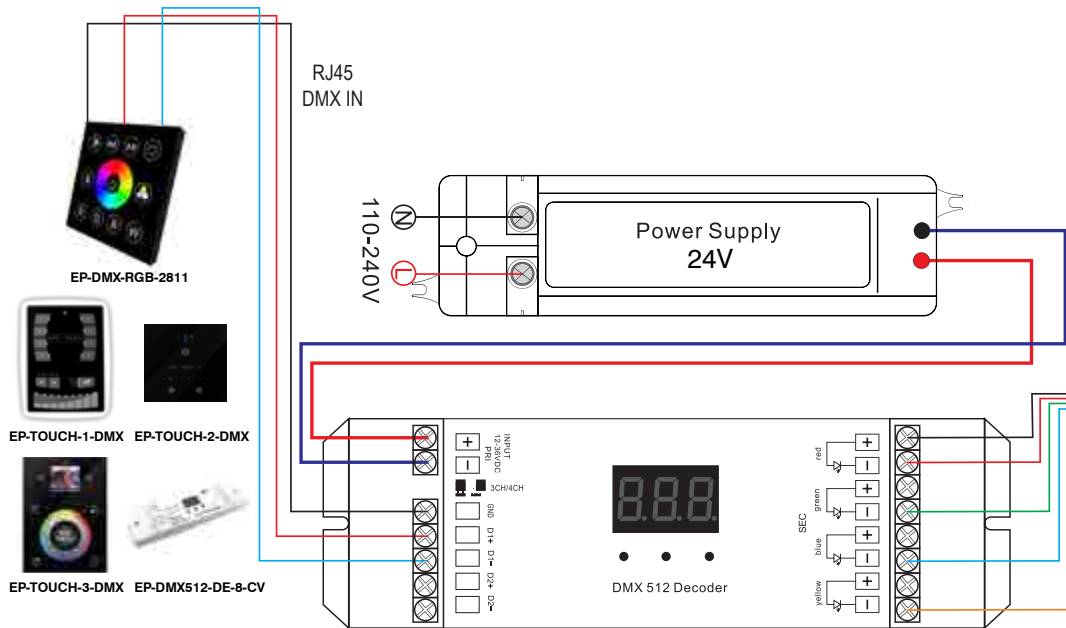 RJ45
DMX IN
EP-DMX-RGB-2811
EP-TOUCH-1-DMX
EP-TOUCH-2-DMX
EP-TOUCH-3-DMX
EP-DMX512-DE-8-CV
110-240V
N
L
Power Supply
24V
+
INPUT
12-36VDC
PRI
−
3CH/4CH
GND
D1+
D1−
D2+
D2−
888
DMX 512 Decoder
SEC
red
+
−
green
+
−
blue
+
−
yellow
+
−